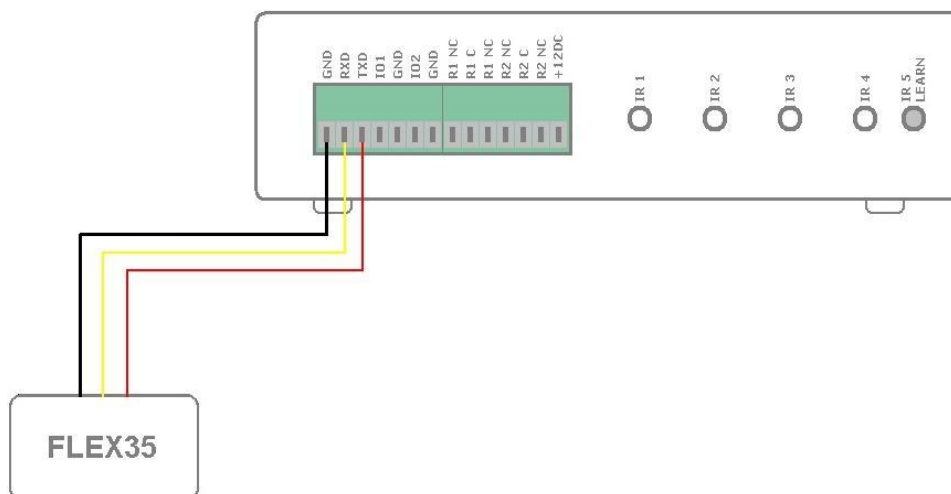 GND
RXD
TXD
IO1
GND
IO2
GND
R1 NC
R1 C
R1 NC
R2 NC
R2 C
R2 NC
+12DC
IR 1
IR 2
IR 3
IR 4
IR 5
LEARN
FLEX35